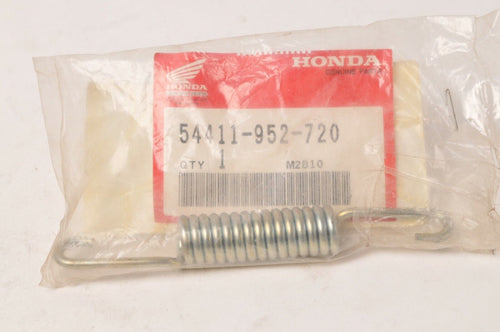 HONDA
HONDA
GENUINE PARTS
54411-952-720
QTY 1 M2810